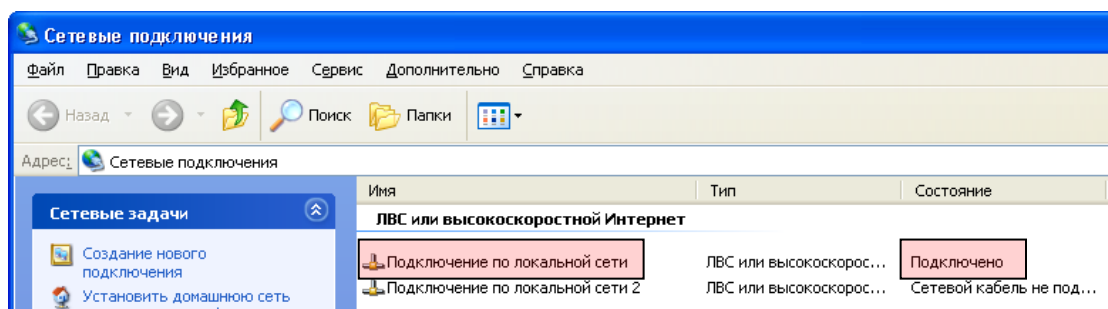 Сетевые подключения
Файл Правка Вид Избранное Сервис Дополнительно Справка
Назад Поиск Папки
Адрес: Сетевые подключения
Имя Тип Состояние
Сетевые задачи
ЛВС или высокоскоростной Интернет
Создание нового
подключения
Подключение по локальной сети ЛВС или высокоскорос... Подключено
Установить домашнюю сеть
Подключение по локальной сети 2 ЛВС или высокоскорос... Сетевой кабель не под...